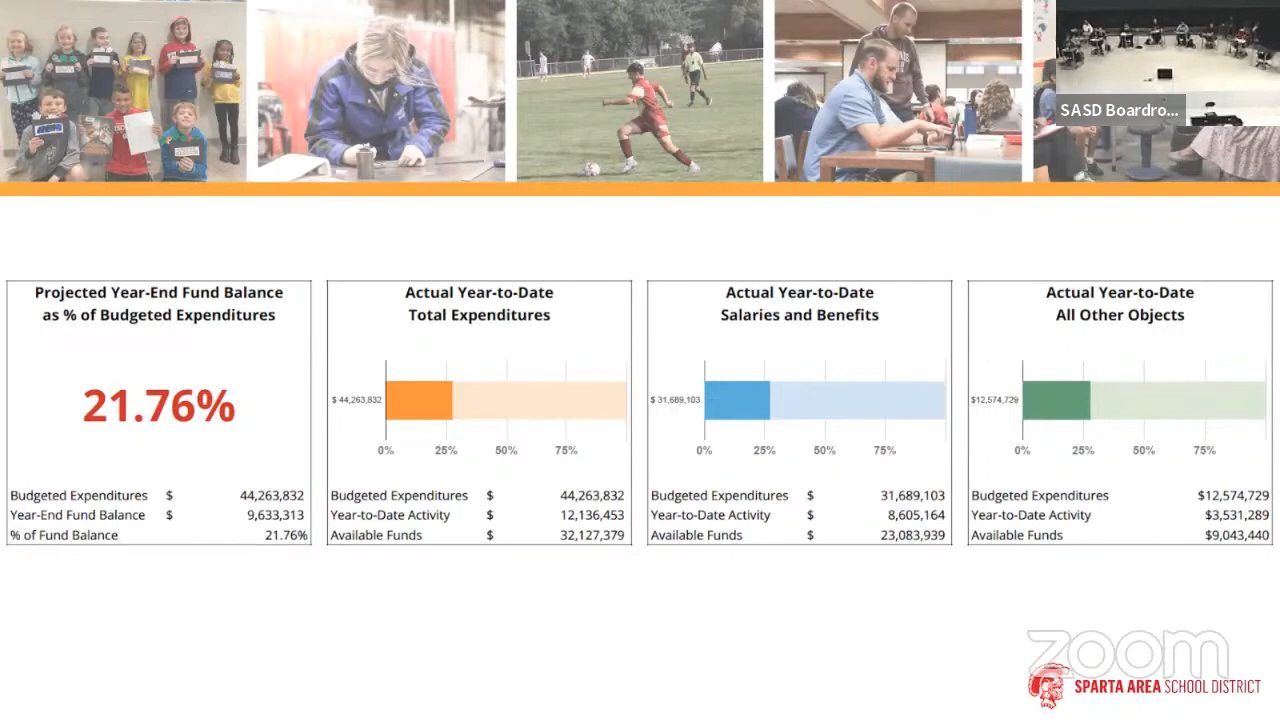 SASD Boardro...
Projected Year-End Fund Balance
as % of Budgeted Expenditures
21.76%
Budgeted Expenditures $ 44,263,832
Year-End Fund Balance $ 9,633,313
% of Fund Balance 21.76%
Actual Year-to-Date
Total Expenditures
$ 44,263,832
0% 25% 50% 75%
Budgeted Expenditures $ 44,263,832
Year-to-Date Activity $ 12,136,453
Available Funds $ 32,127,379
Actual Year-to-Date
Salaries and Benefits
$ 31,689,103
0% 25% 50% 75%
Budgeted Expenditures $ 31,689,103
Year-to-Date Activity $ 8,605,164
Available Funds $ 23,083,939
Actual Year-to-Date
All Other Objects
$12,574,729
0% 25% 50% 75%
Budgeted Expenditures $12,574,729
Year-to-Date Activity $3,531,289
Available Funds $9,043,440
zoom
SPARTA AREA SCHOOL DISTRICT